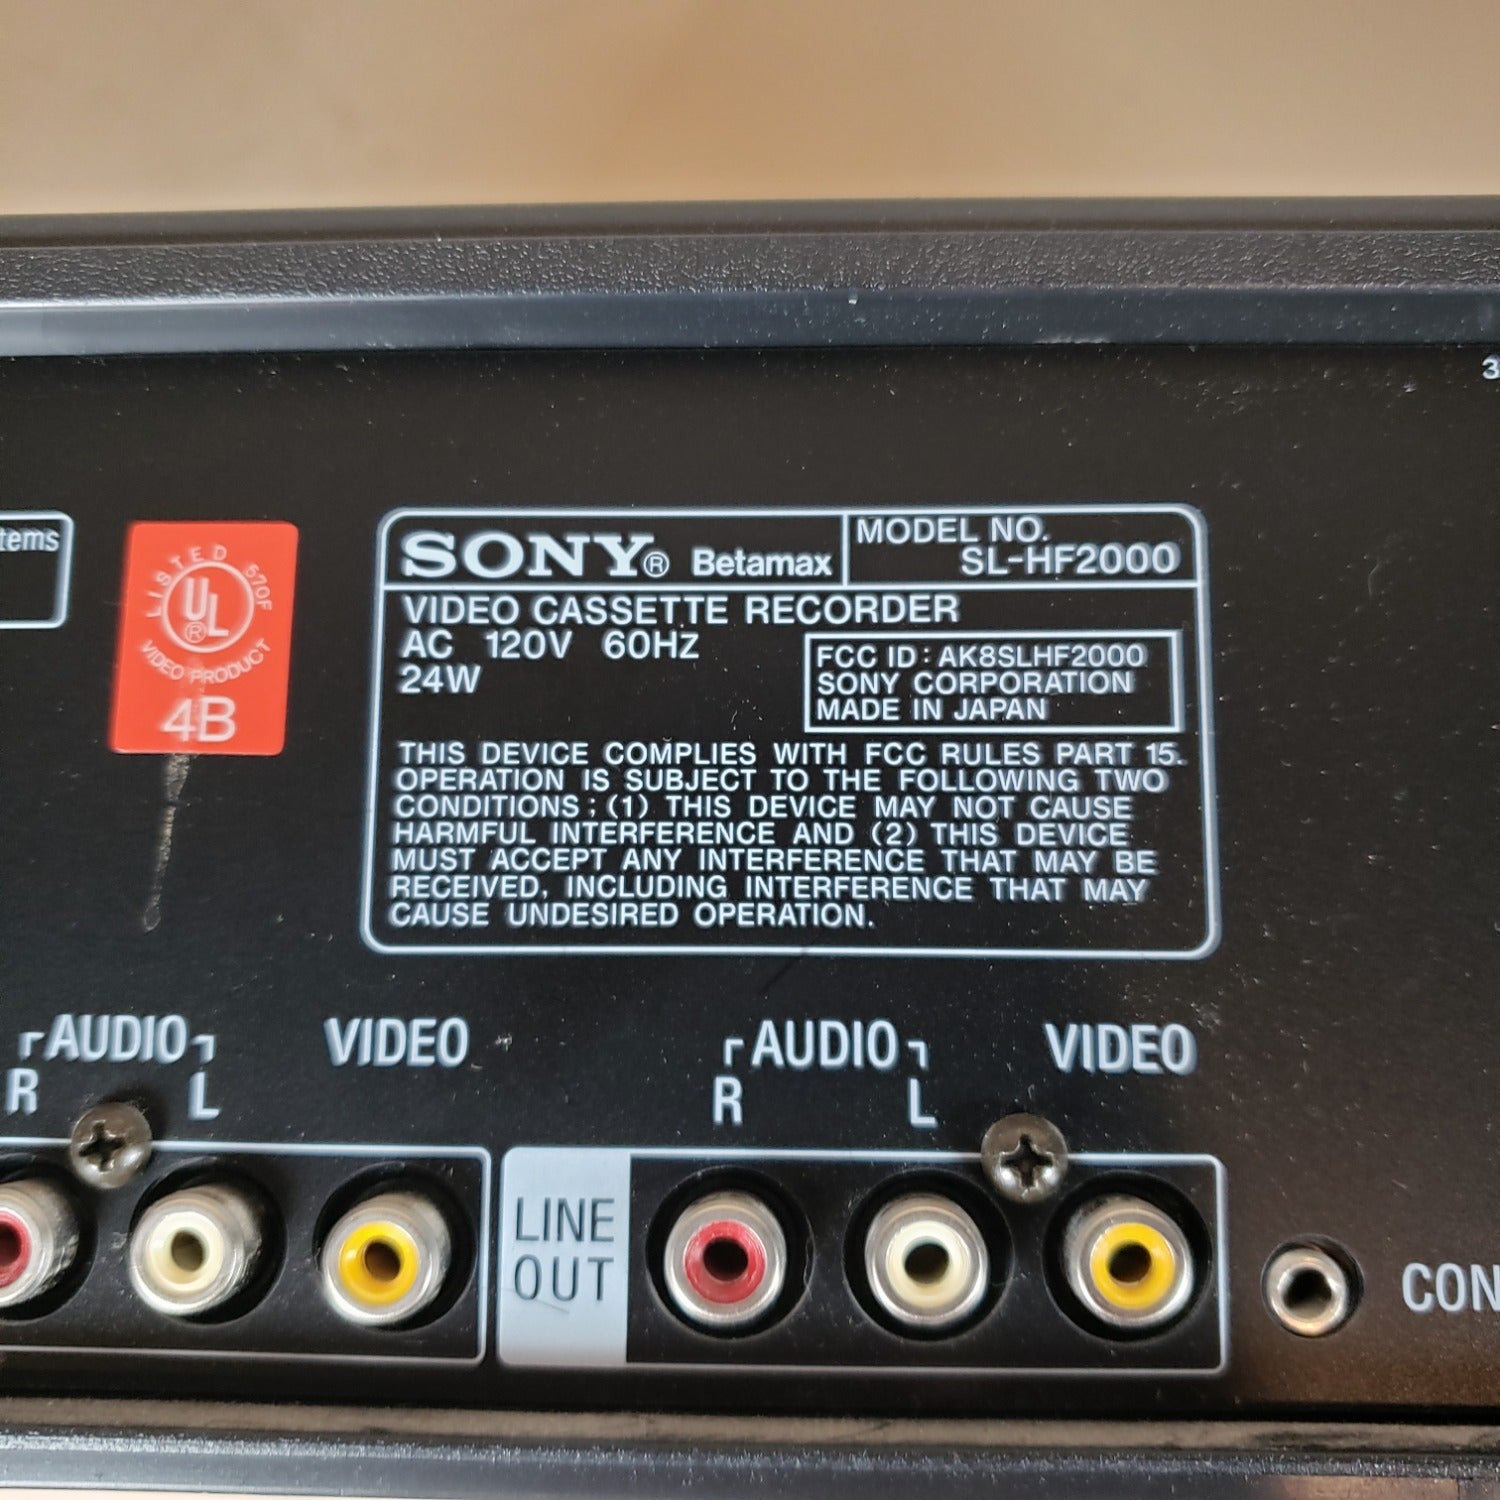 3
tems
LISTED 570F
UL®
VIDEO PRODUCT
4B
SONY® Betamax
MODEL NO.
SL-HF2000
VIDEO CASSETTE RECORDER
AC 120V 60HZ
24W
FCC ID : AK8SLHF2000
SONY CORPORATION
MADE IN JAPAN
THIS DEVICE COMPLIES WITH FCC RULES PART 15.
OPERATION IS SUBJECT TO THE FOLLOWING TWO
CONDITIONS ; (1) THIS DEVICE MAY NOT CAUSE
HARMFUL INTERFERENCE AND (2) THIS DEVICE
MUST ACCEPT ANY INTERFERENCE THAT MAY BE
RECEIVED, INCLUDING INTERFERENCE THAT MAY
CAUSE UNDESIRED OPERATION.
AUDIO VIDEO
R L
AUDIO VIDEO
R L
LINE
OUT
CON